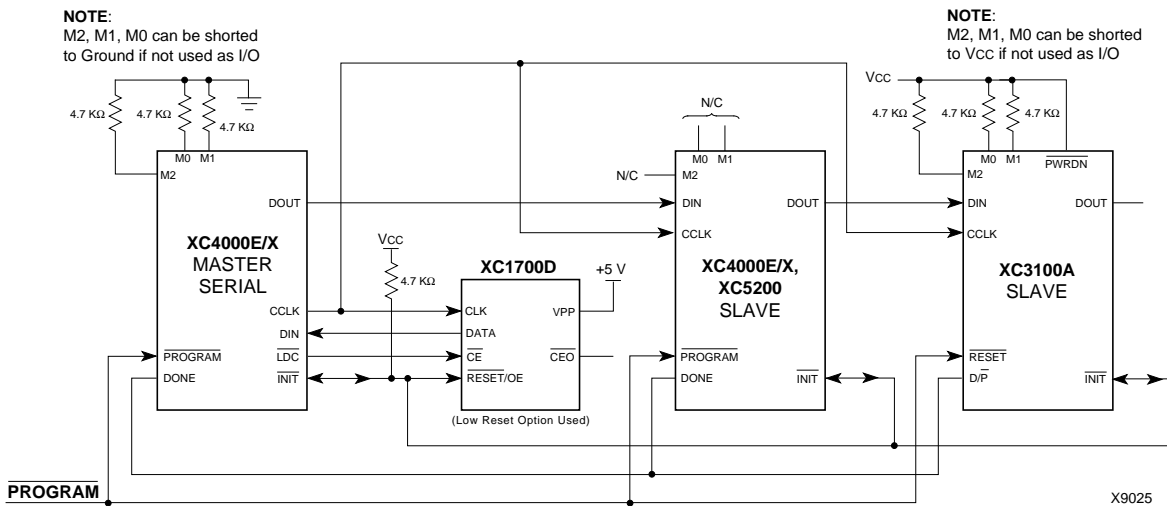 NOTE:
M2, M1, M0 can be shorted
to Ground if not used as I/O
NOTE:
M2, M1, M0 can be shorted
to VCC if not used as I/O
VCC
N/C
4.7 KΩ
4.7 KΩ
4.7 KΩ
4.7 KΩ
4.7 KΩ
4.7 KΩ
M0 M1
M2
DOUT
XC4000E/X
MASTER
SERIAL
CCLK
DIN
PROGRAM
LDC
DONE
INIT
VCC
4.7 KΩ
XC1700D
+5 V
CLK
VPP
DATA
CE
CEO
RESET/OE
(Low Reset Option Used)
M0 M1
N/C
M2
DIN
DOUT
CCLK
XC4000E/X,
XC5200
SLAVE
PROGRAM
DONE
INIT
M0 M1
PWRDN
M2
DIN
DOUT
CCLK
XC3100A
SLAVE
RESET
D/P
INIT
PROGRAM
X9025